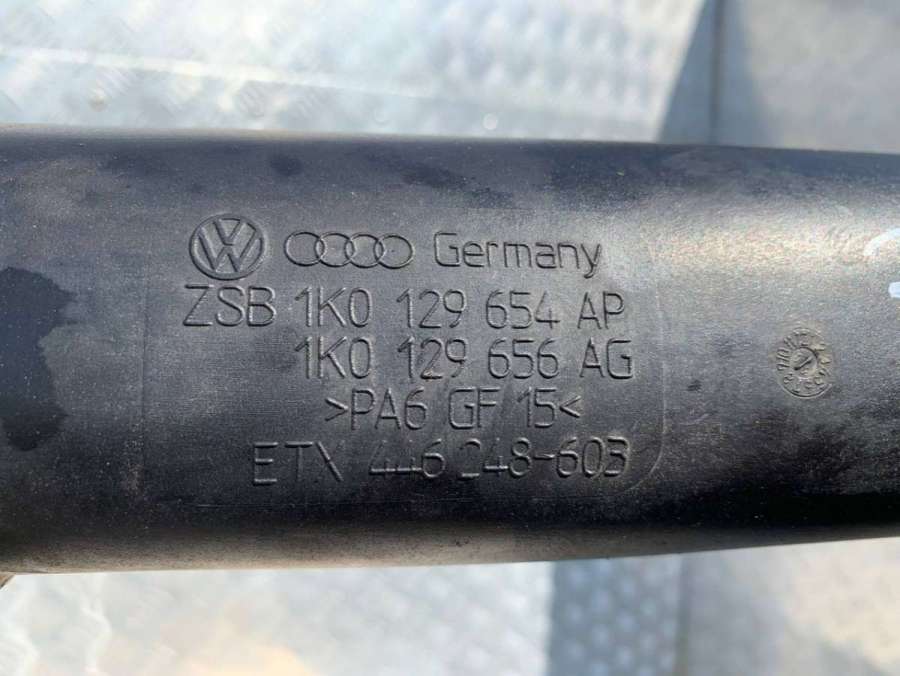 Germany
ZSB 1K0 129 654 AP
1K0 129 656 AG
>PA6 GF 15<
ETX 446 248-603